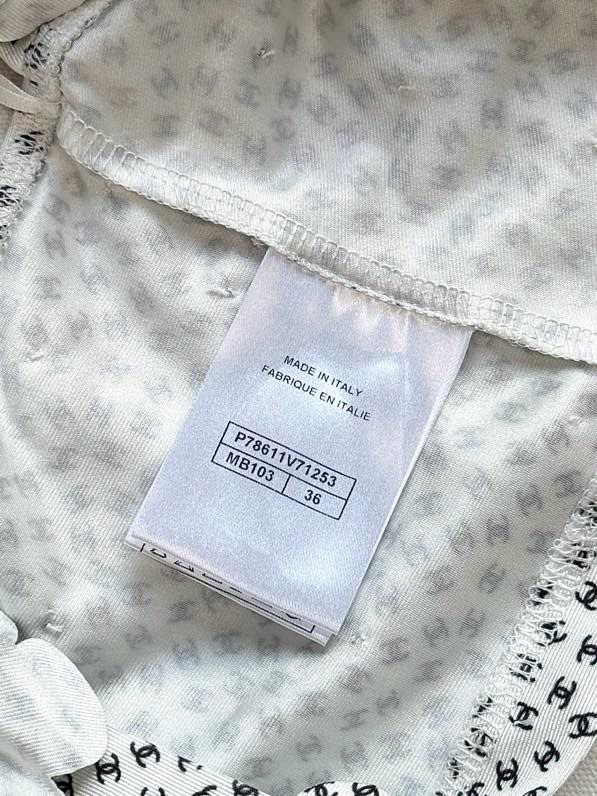 MADE IN ITALY
FABRIQUE EN ITALIE
P78611V71253
MB103 36